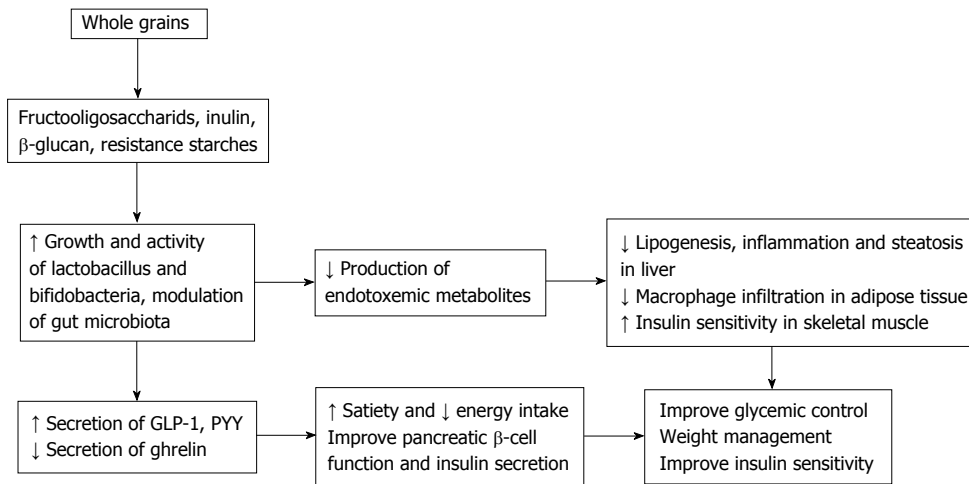 Whole grains
Fructooligosaccharids, inulin,
β-glucan, resistance starches
↑ Growth and activity
of lactobacillus and
bifidobacteria, modulation
of gut microbiota
↓ Production of
endotoxemic metabolites
↓ Lipogenesis, inflammation and steatosis
in liver
↓ Macrophage infiltration in adipose tissue
↑ Insulin sensitivity in skeletal muscle
↑ Secretion of GLP-1, PYY
↓ Secretion of ghrelin
↑ Satiety and ↓ energy intake
Improve pancreatic β-cell
function and insulin secretion
Improve glycemic control
Weight management
Improve insulin sensitivity